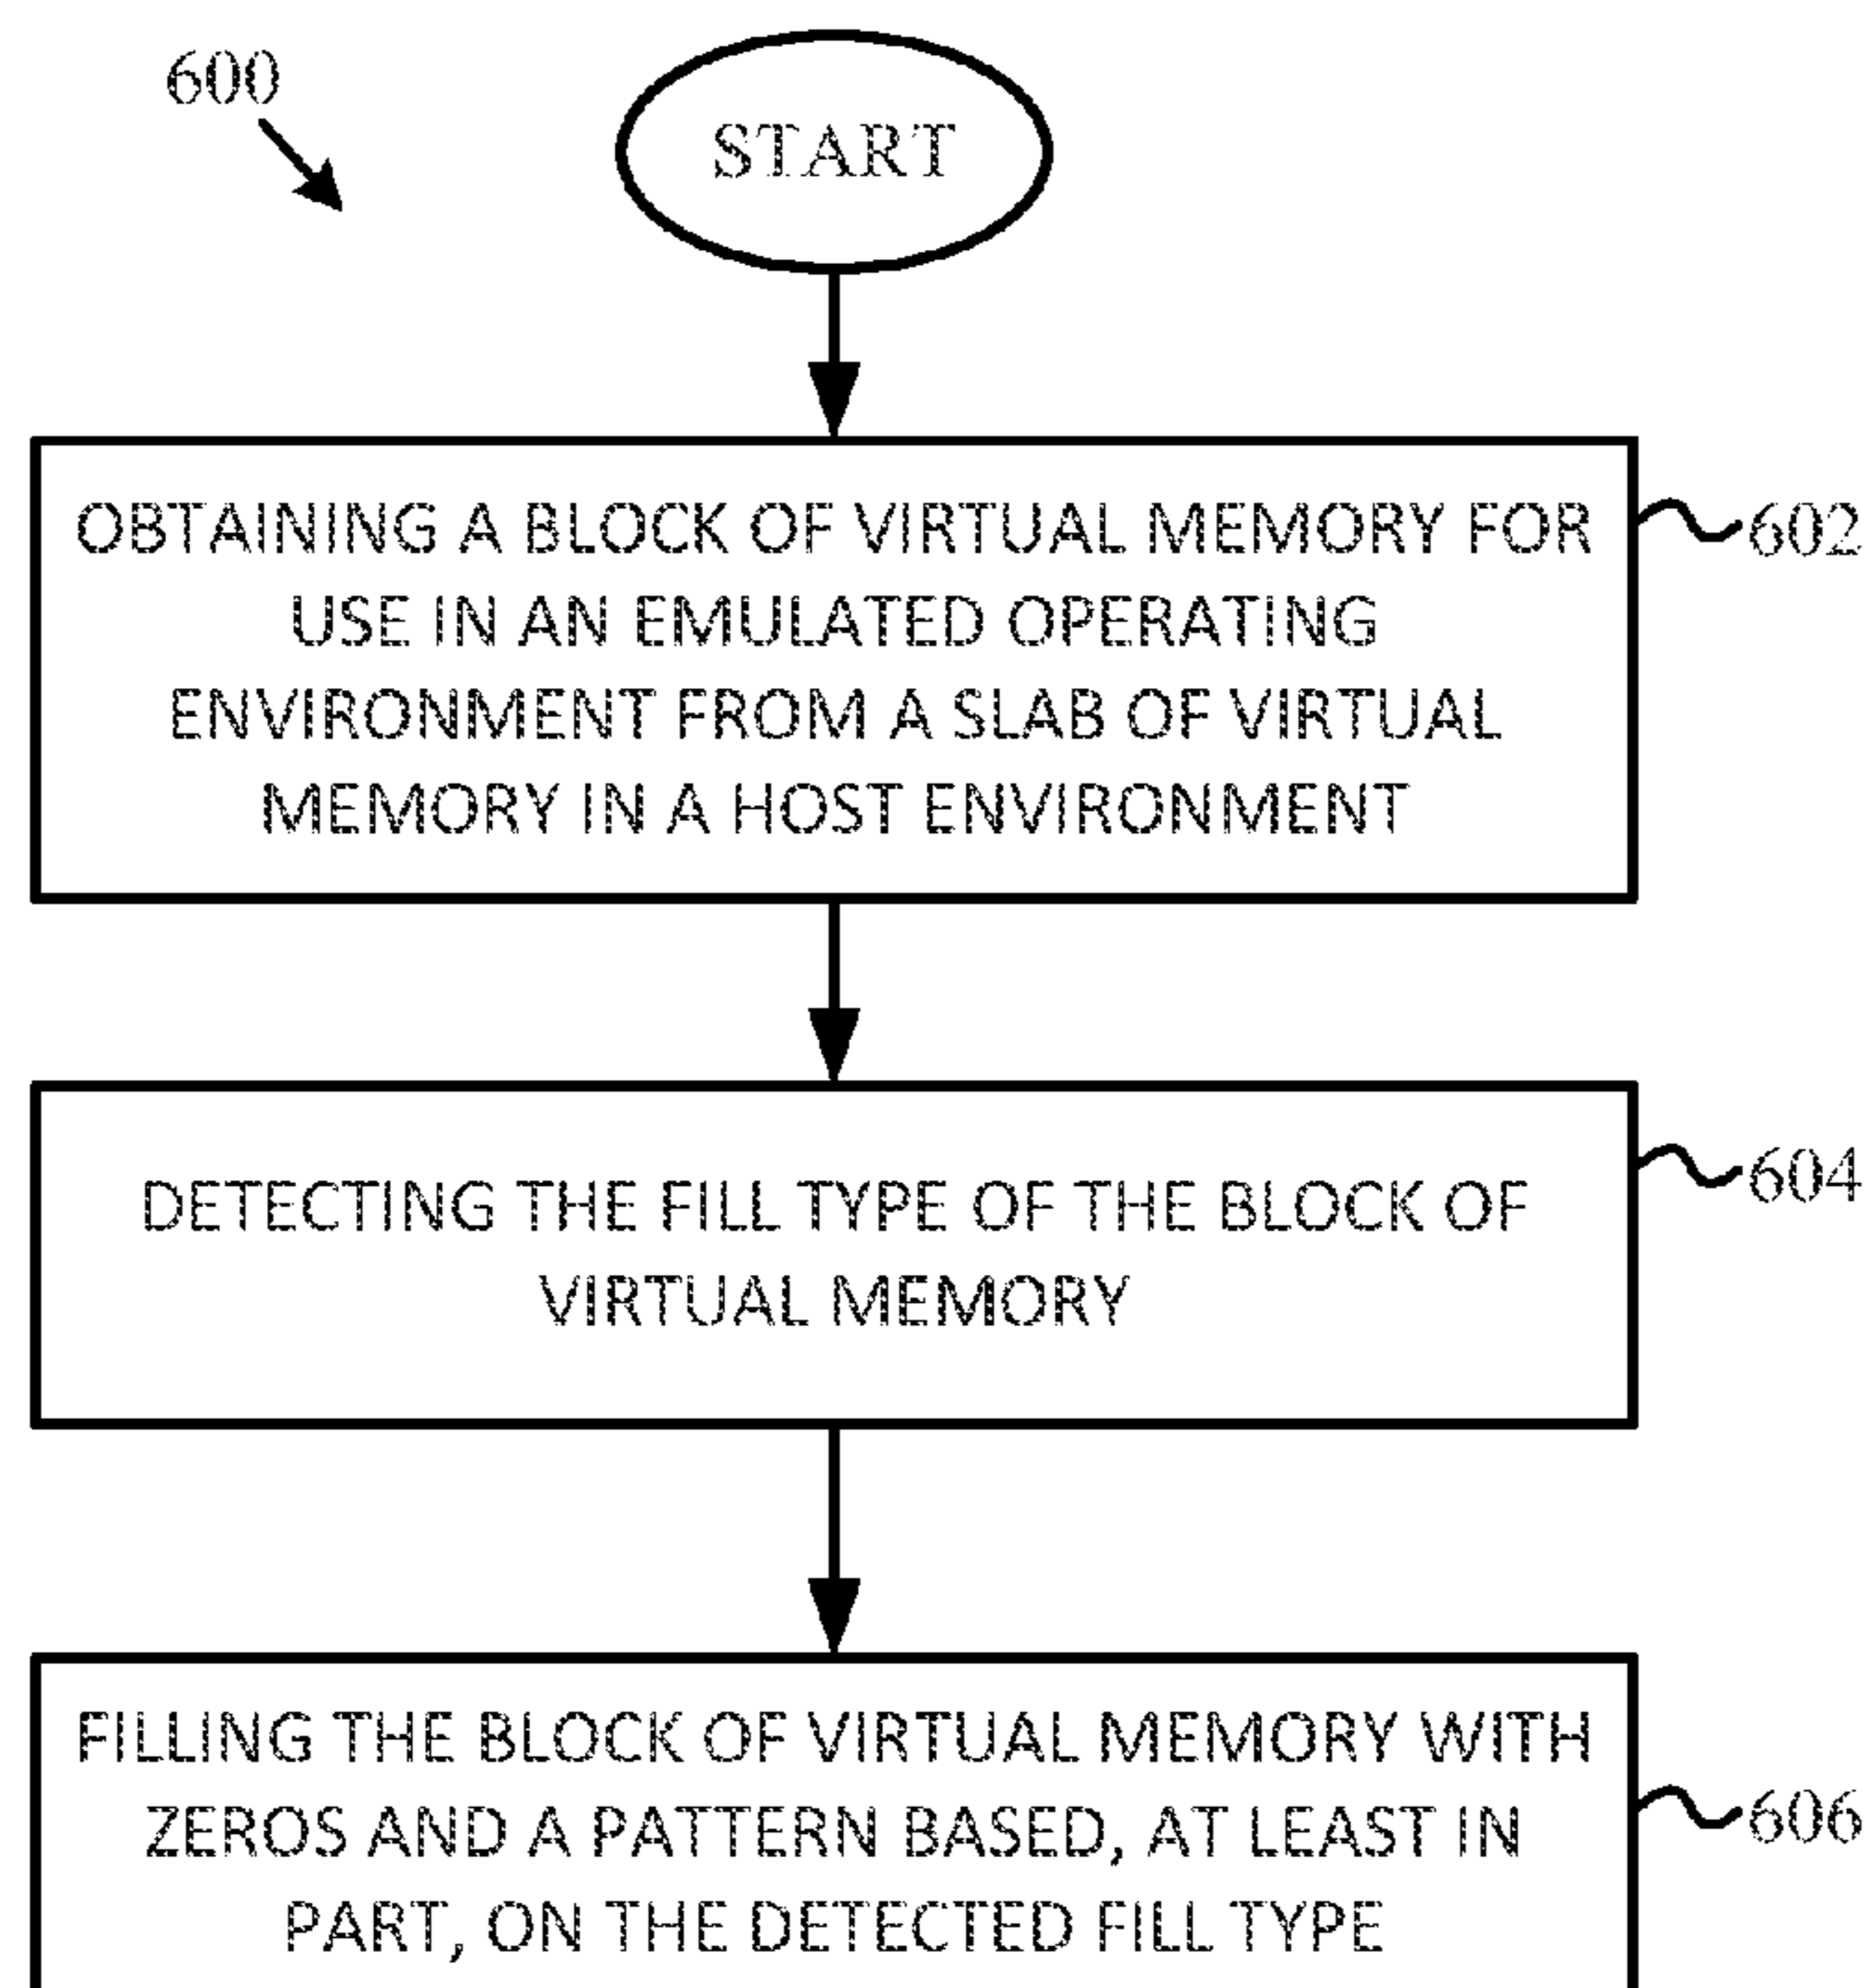 600
START
OBTAINING A BLOCK OF VIRTUAL MEMORY FOR
USE IN AN EMULATED OPERATING
ENVIRONMENT FROM A SLAB OF VIRTUAL
MEMORY IN A HOST ENVIRONMENT
602
DETECTING THE FILL TYPE OF THE BLOCK OF
VIRTUAL MEMORY
604
FILLING THE BLOCK OF VIRTUAL MEMORY WITH
ZEROS AND A PATTERN BASED, AT LEAST IN
PART, ON THE DETECTED FILL TYPE
606